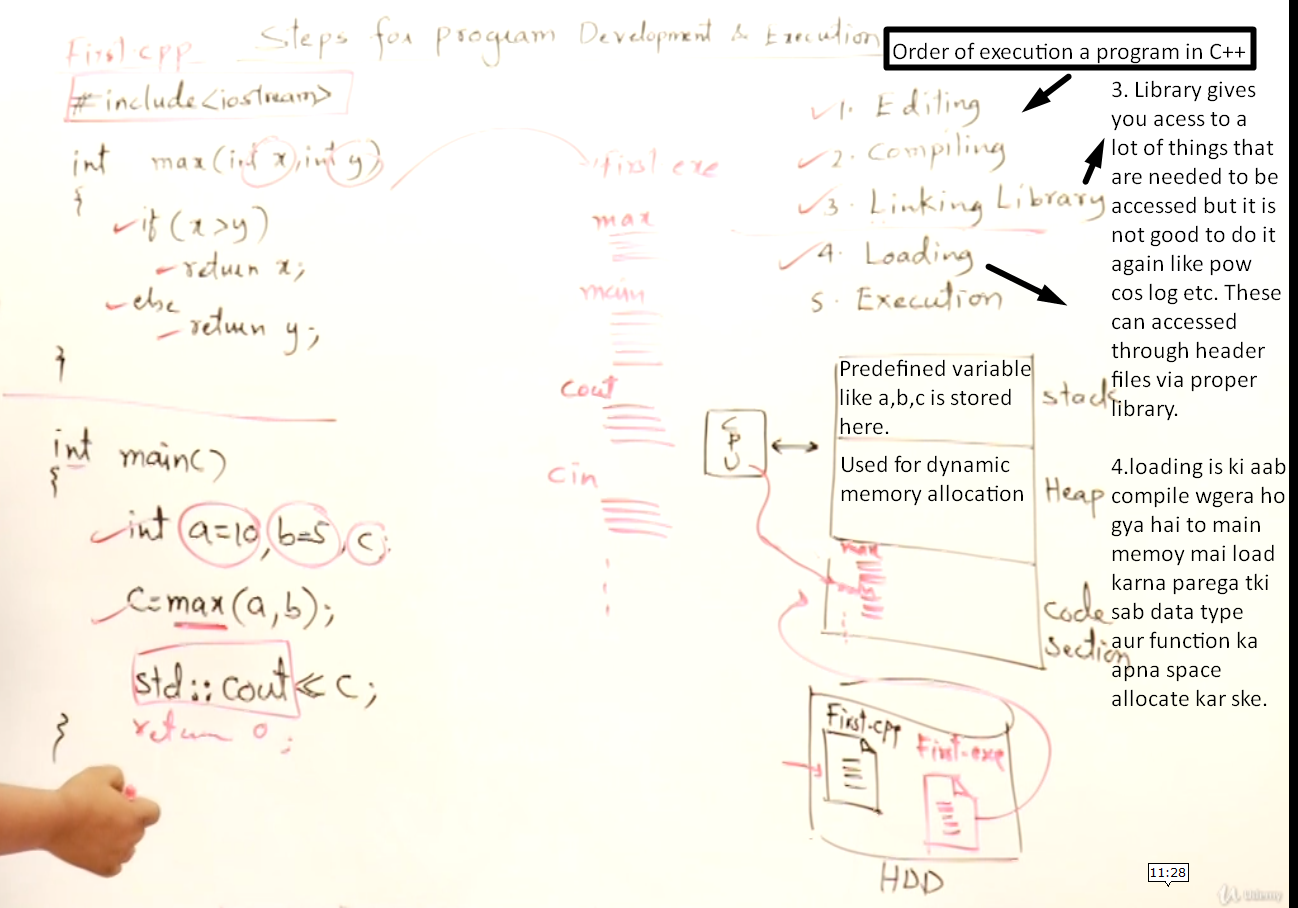 Steps for program Development & Execution
Order of execution a program in C++
First.cpp
#include<iostream>
int max(int x, int y)
{
if (x>y)
return x;
else
return y;
}
int main()
{
int a=10, b=5, c;
c=max(a,b);
std::cout<<c;
return 0;
}
first exe
max
main
cout
cin
1. Editing
2. Compiling
3. Linking Library
4. Loading
5. Execution
CPU
Predefined variable
like a,b,c is stored
here.
stack
Used for dynamic
memory allocation
Heap
max
main
Code
section
First.cpp
First.exe
HDD
3. Library gives
you acess to a
lot of things that
are needed to be
accessed but it is
not good to do it
again like pow
cos log etc. These
can accessed
through header
files via proper
library.
4.loading is ki aab
compile wgera ho
gya hai to main
memoy mai load
karna parega tki
sab data type
aur function ka
apna space
allocate kar ske.
11:28
Udemy